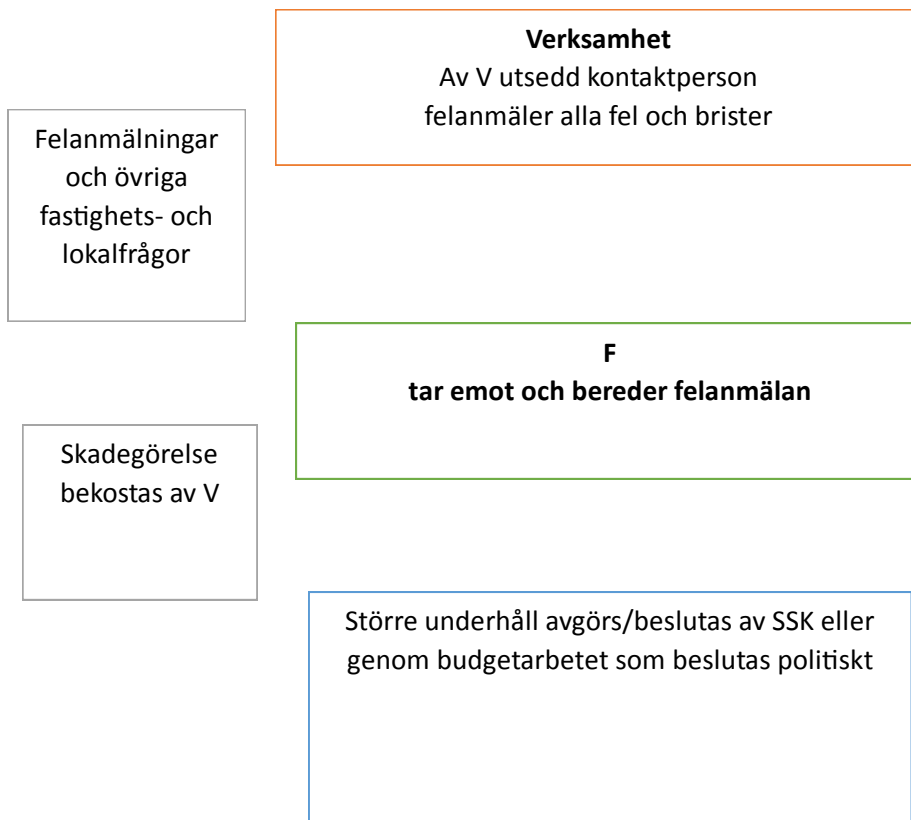 Verksamhet
Av V utsedd kontaktperson
felanmäler alla fel och brister
Felanmälningar
och övriga
fastighets- och
lokalfrågor
F
tar emot och bereder felanmälan
Skadegörelse
bekostas av V
Större underhåll avgörs/beslutas av SSK eller
genom budgetarbetet som beslutas politiskt